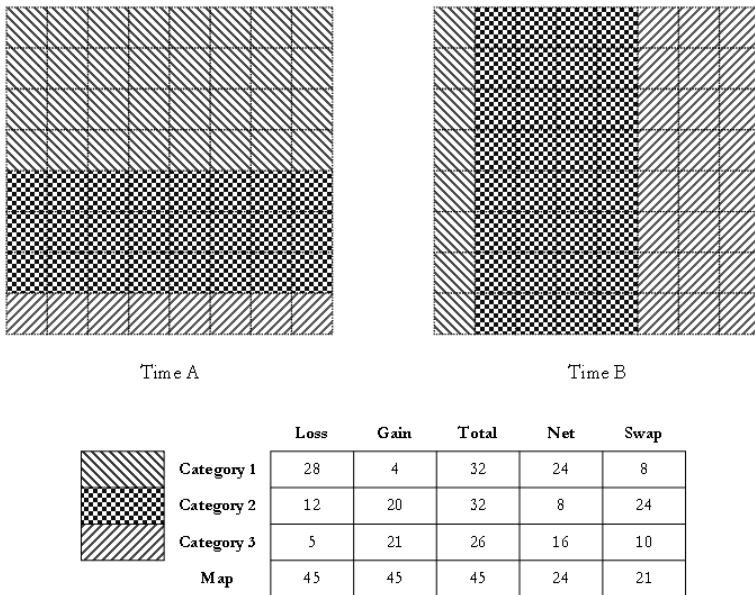 Time A Time B
Loss Gain Total Net Swap
Category 1 28 4 32 24 8
Category 2 12 20 32 8 24
Category 3 5 21 26 16 10
Map 45 45 45 24 21